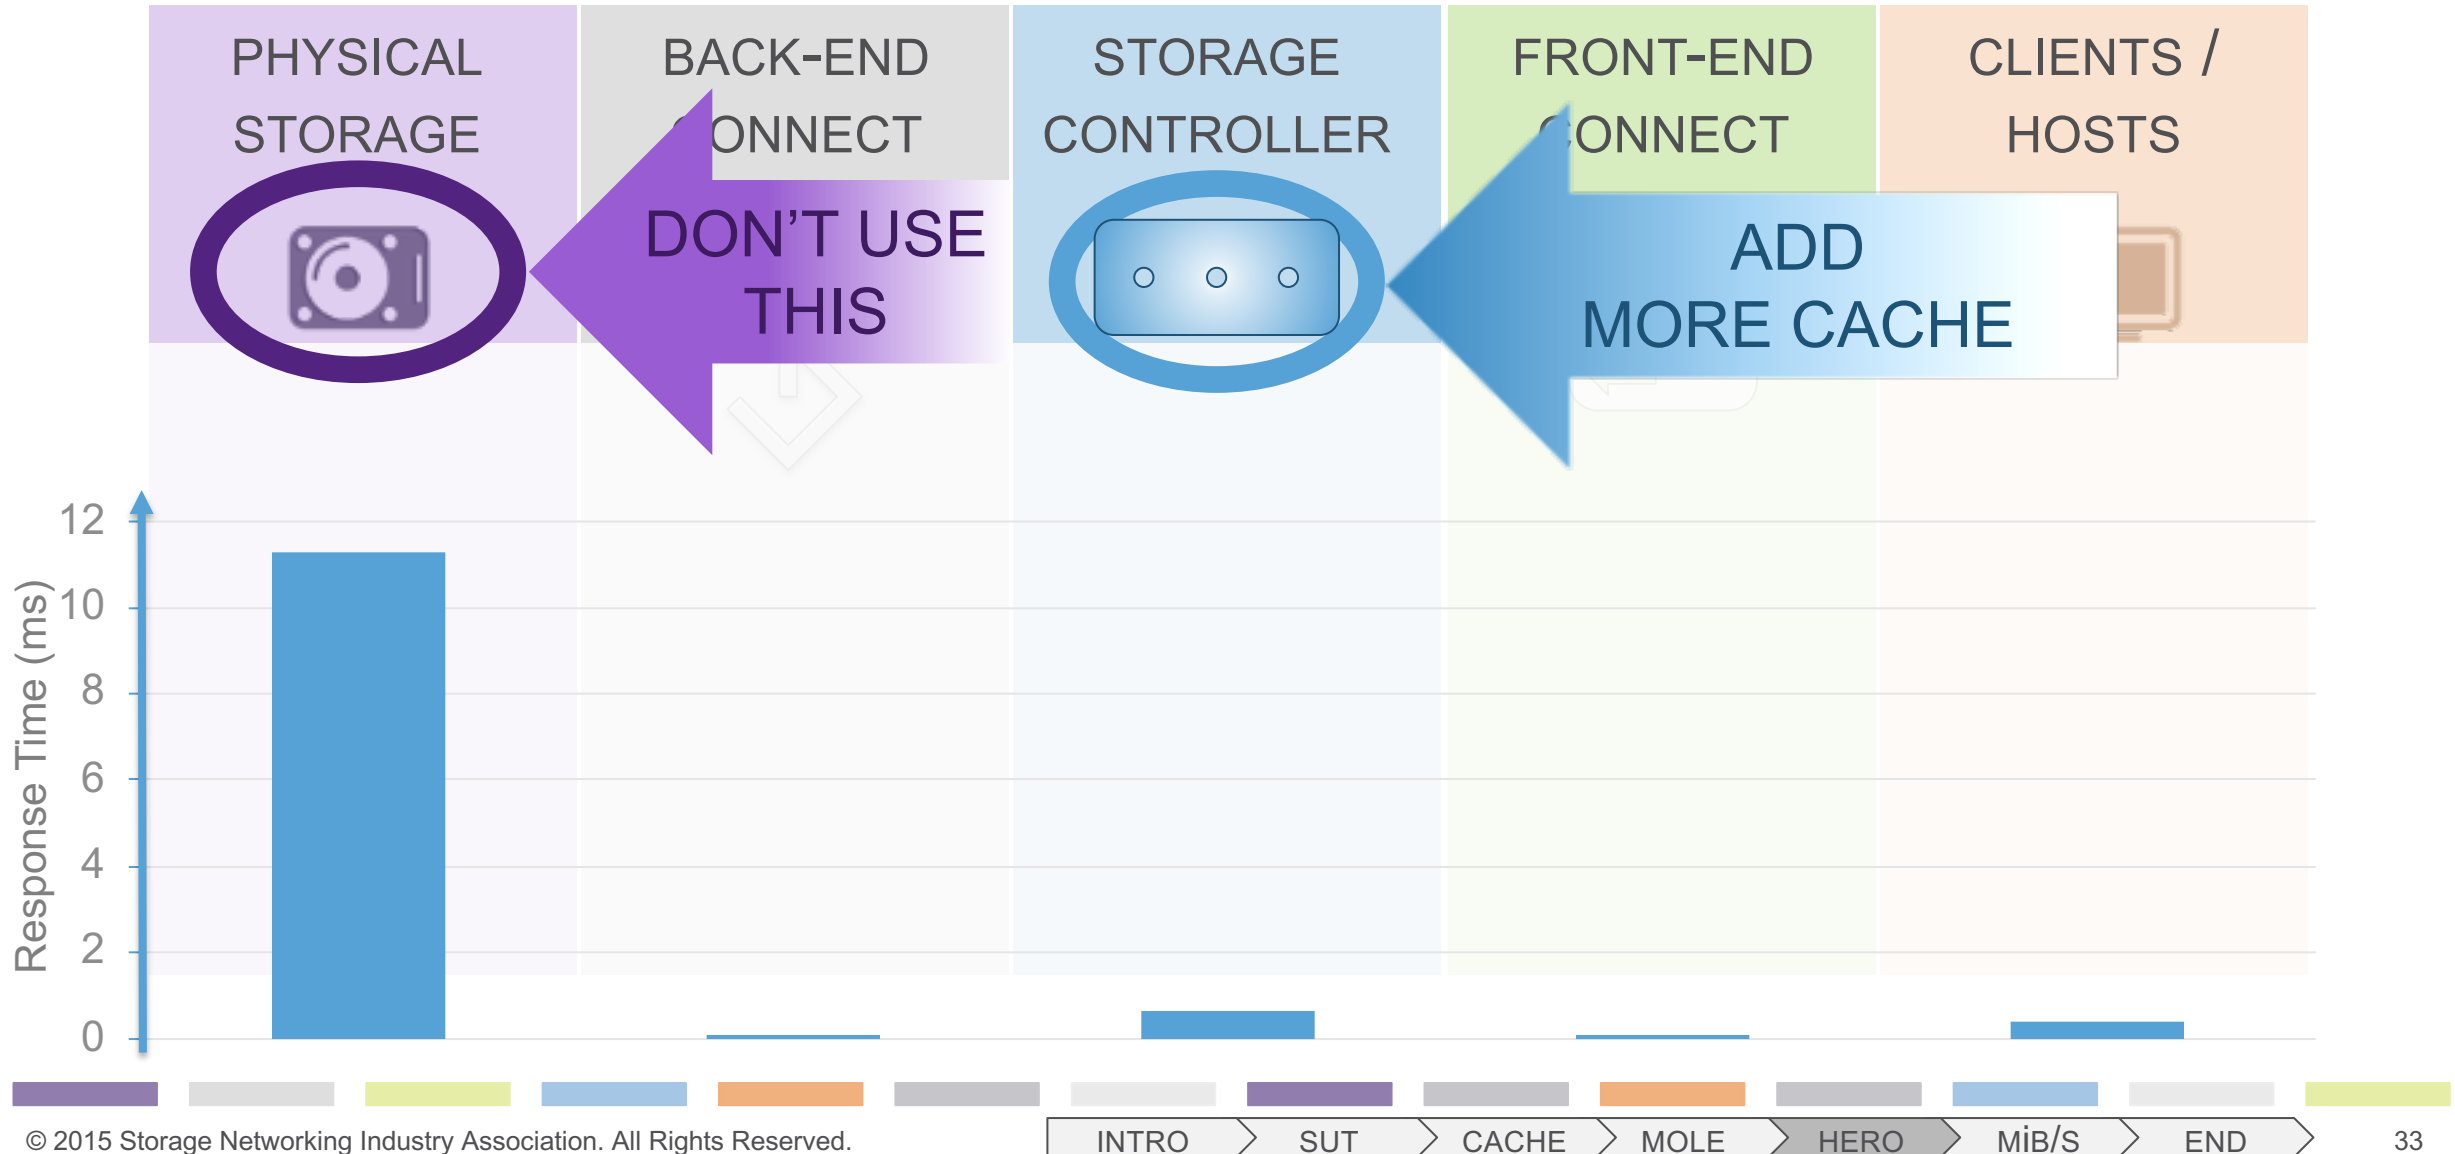 PHYSICAL
STORAGE
BACK-END
CONNECT
STORAGE
CONTROLLER
FRONT-END
CONNECT
CLIENTS /
HOSTS
DON’T USE
THIS
ADD
MORE CACHE
Response Time (ms)
12
10
8
6
4
2
0
© 2015 Storage Networking Industry Association. All Rights Reserved.
INTRO
SUT
CACHE
MOLE
HERO
MiB/S
END
33